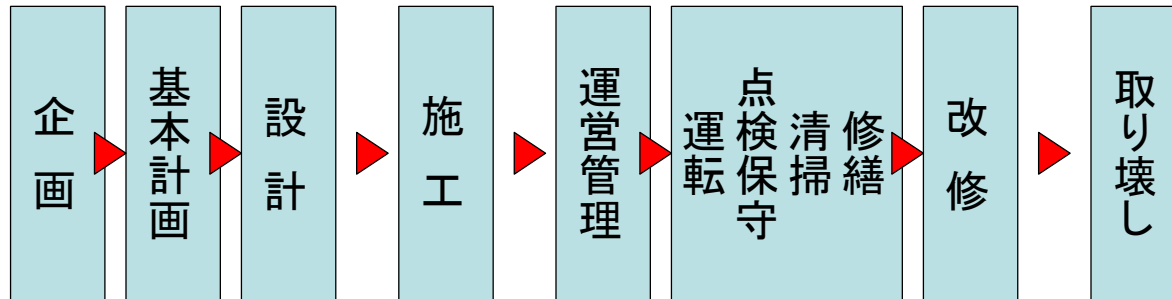 企画
基本計画
設計
施工
運営管理
運転
点検保守
清掃
修繕
改修
取り壊し